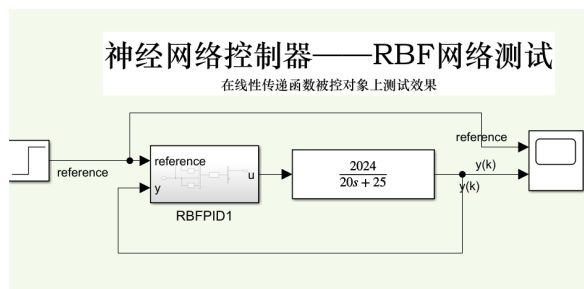 神经网络控制器——RBF网络测试
在线性传递函数被控对象上测试效果
reference
reference
y
u
RBFPID1
2024
20s + 25
reference
y(k)
y(k)